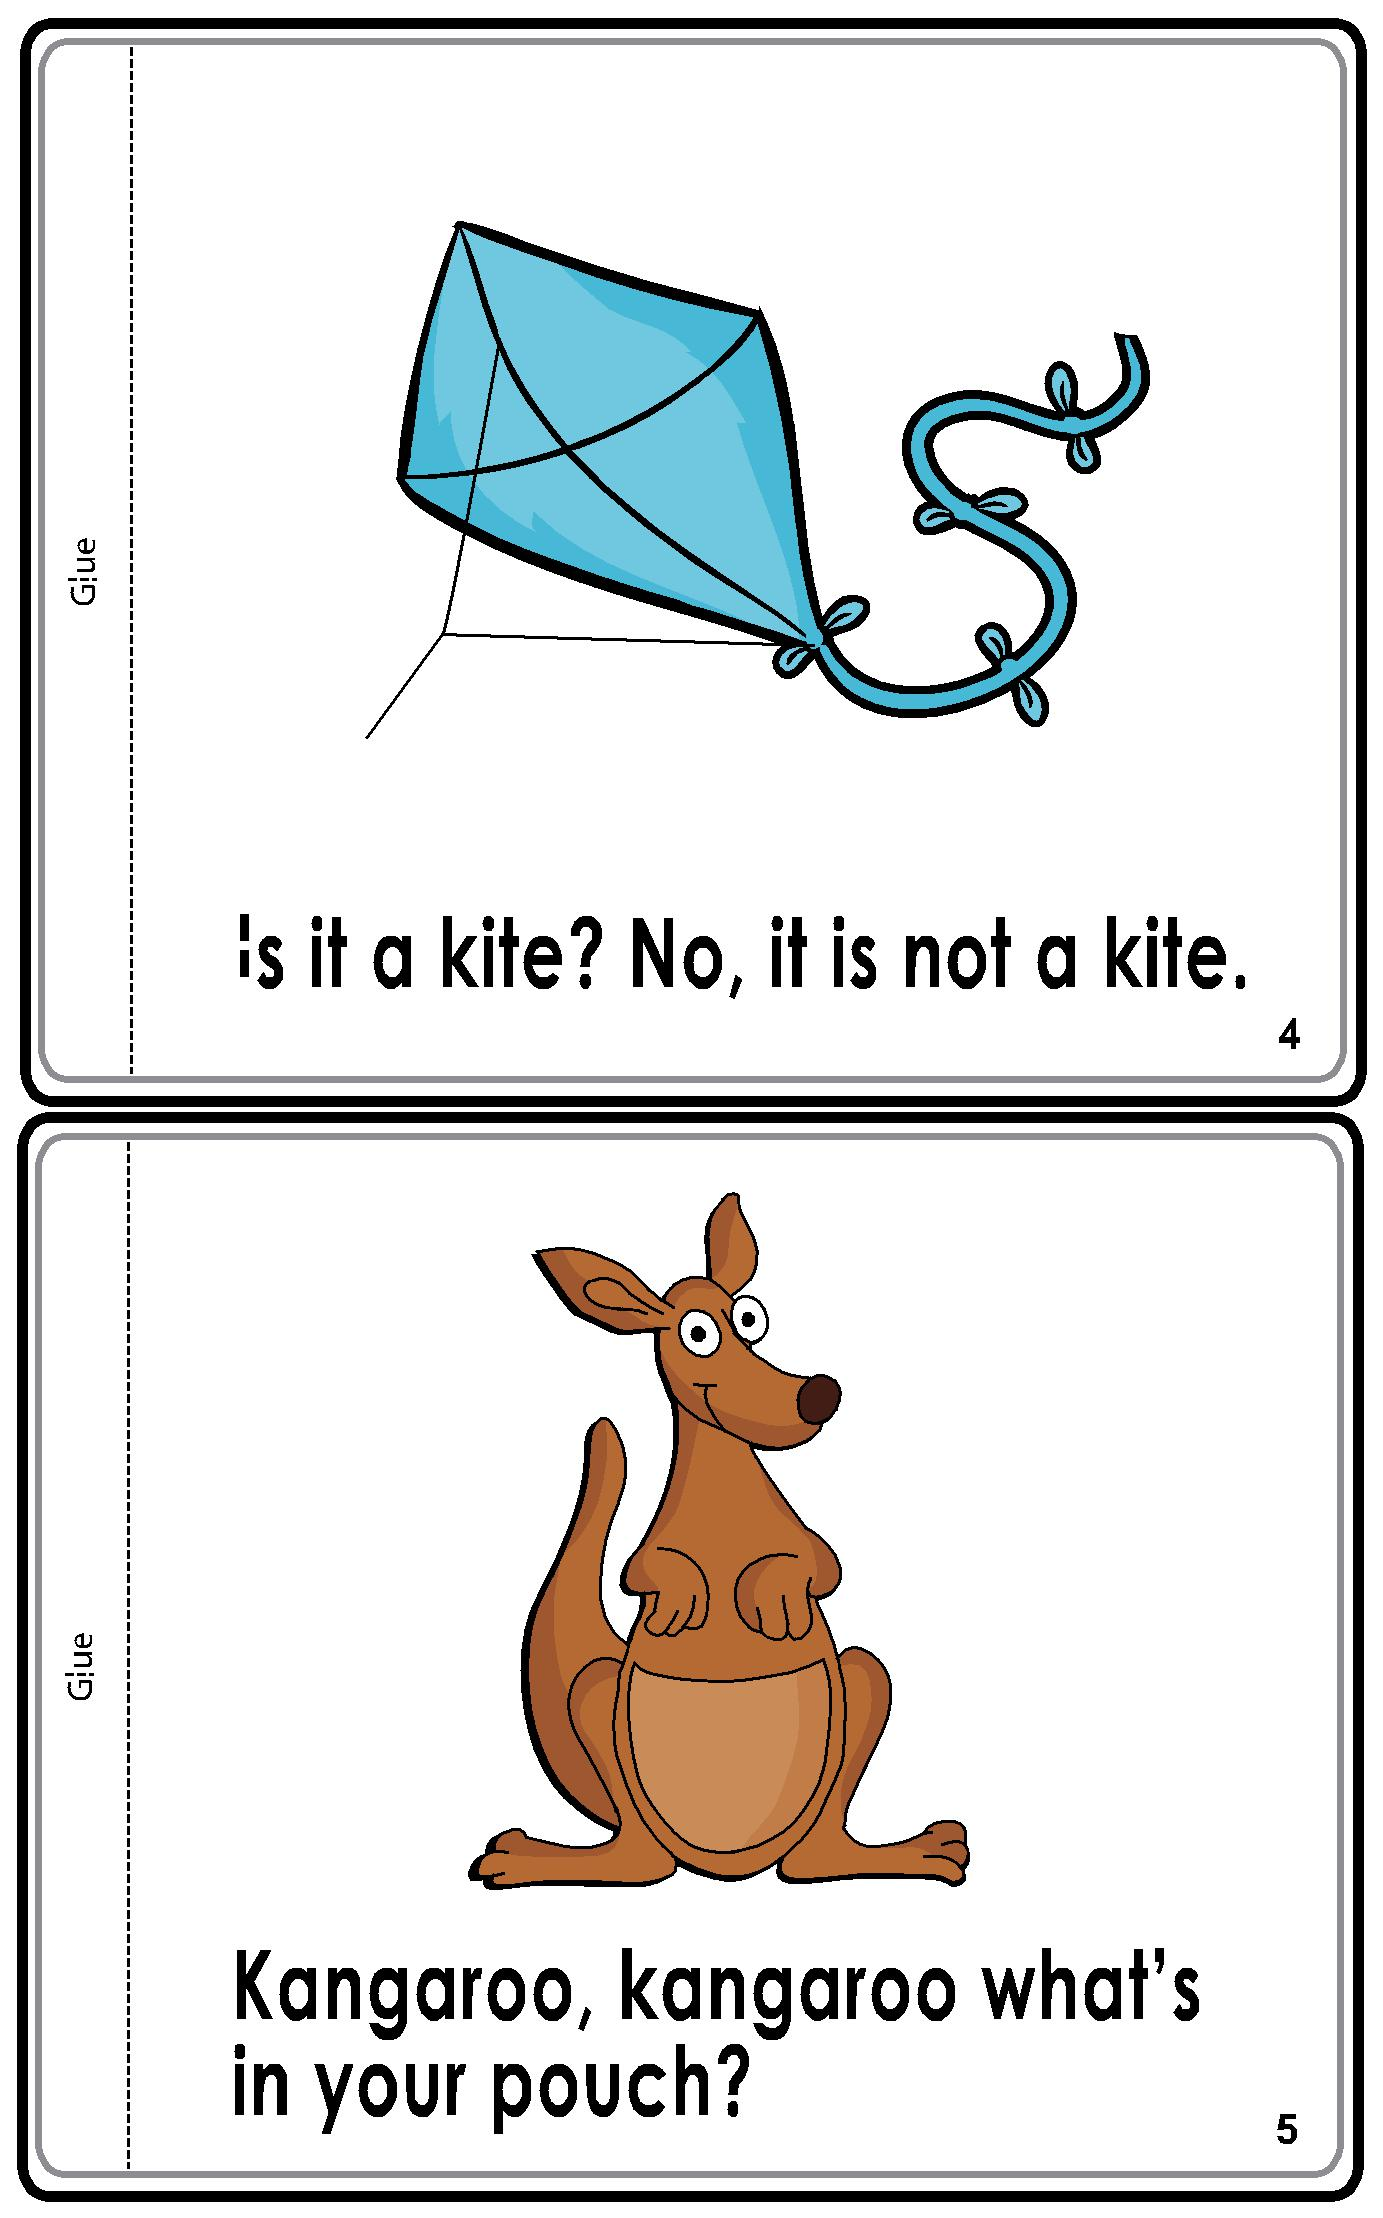 Glue
Is it a kite? No, it is not a kite.
4
Glue
Kangaroo, kangaroo what's
in your pouch?
5